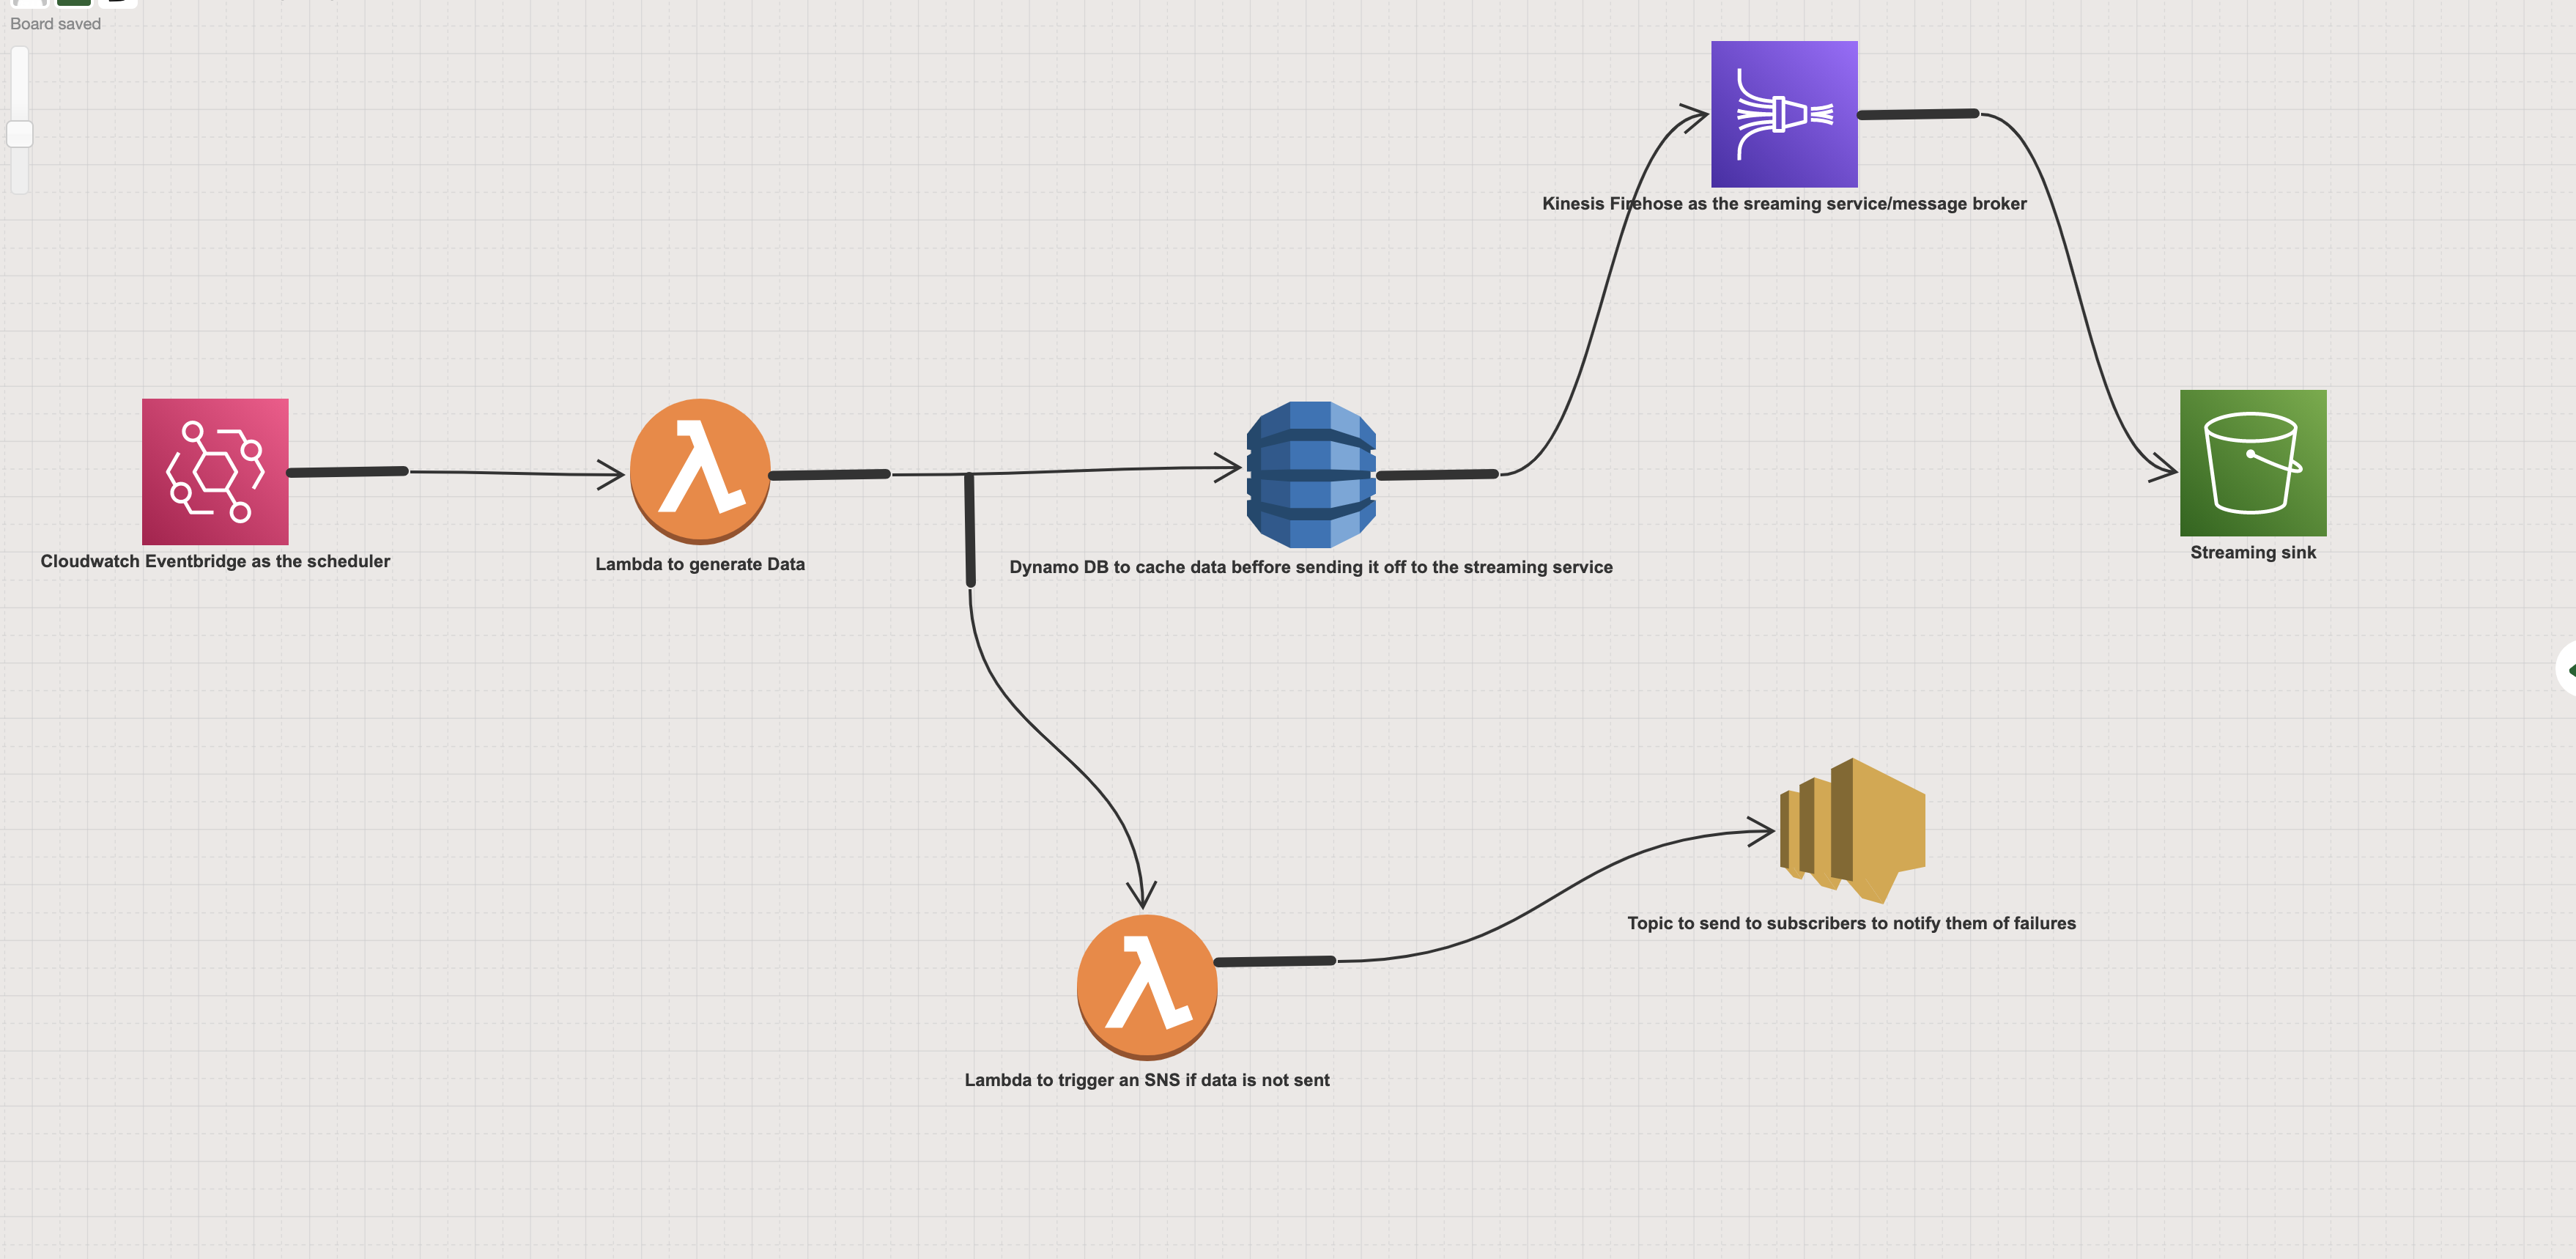 Board saved
Kinesis Firehose as the sreaming service/message broker
Cloudwatch Eventbridge as the scheduler
Lambda to generate Data
Dynamo DB to cache data beffore sending it off to the streaming service
Streaming sink
Topic to send to subscribers to notify them of failures
Lambda to trigger an SNS if data is not sent